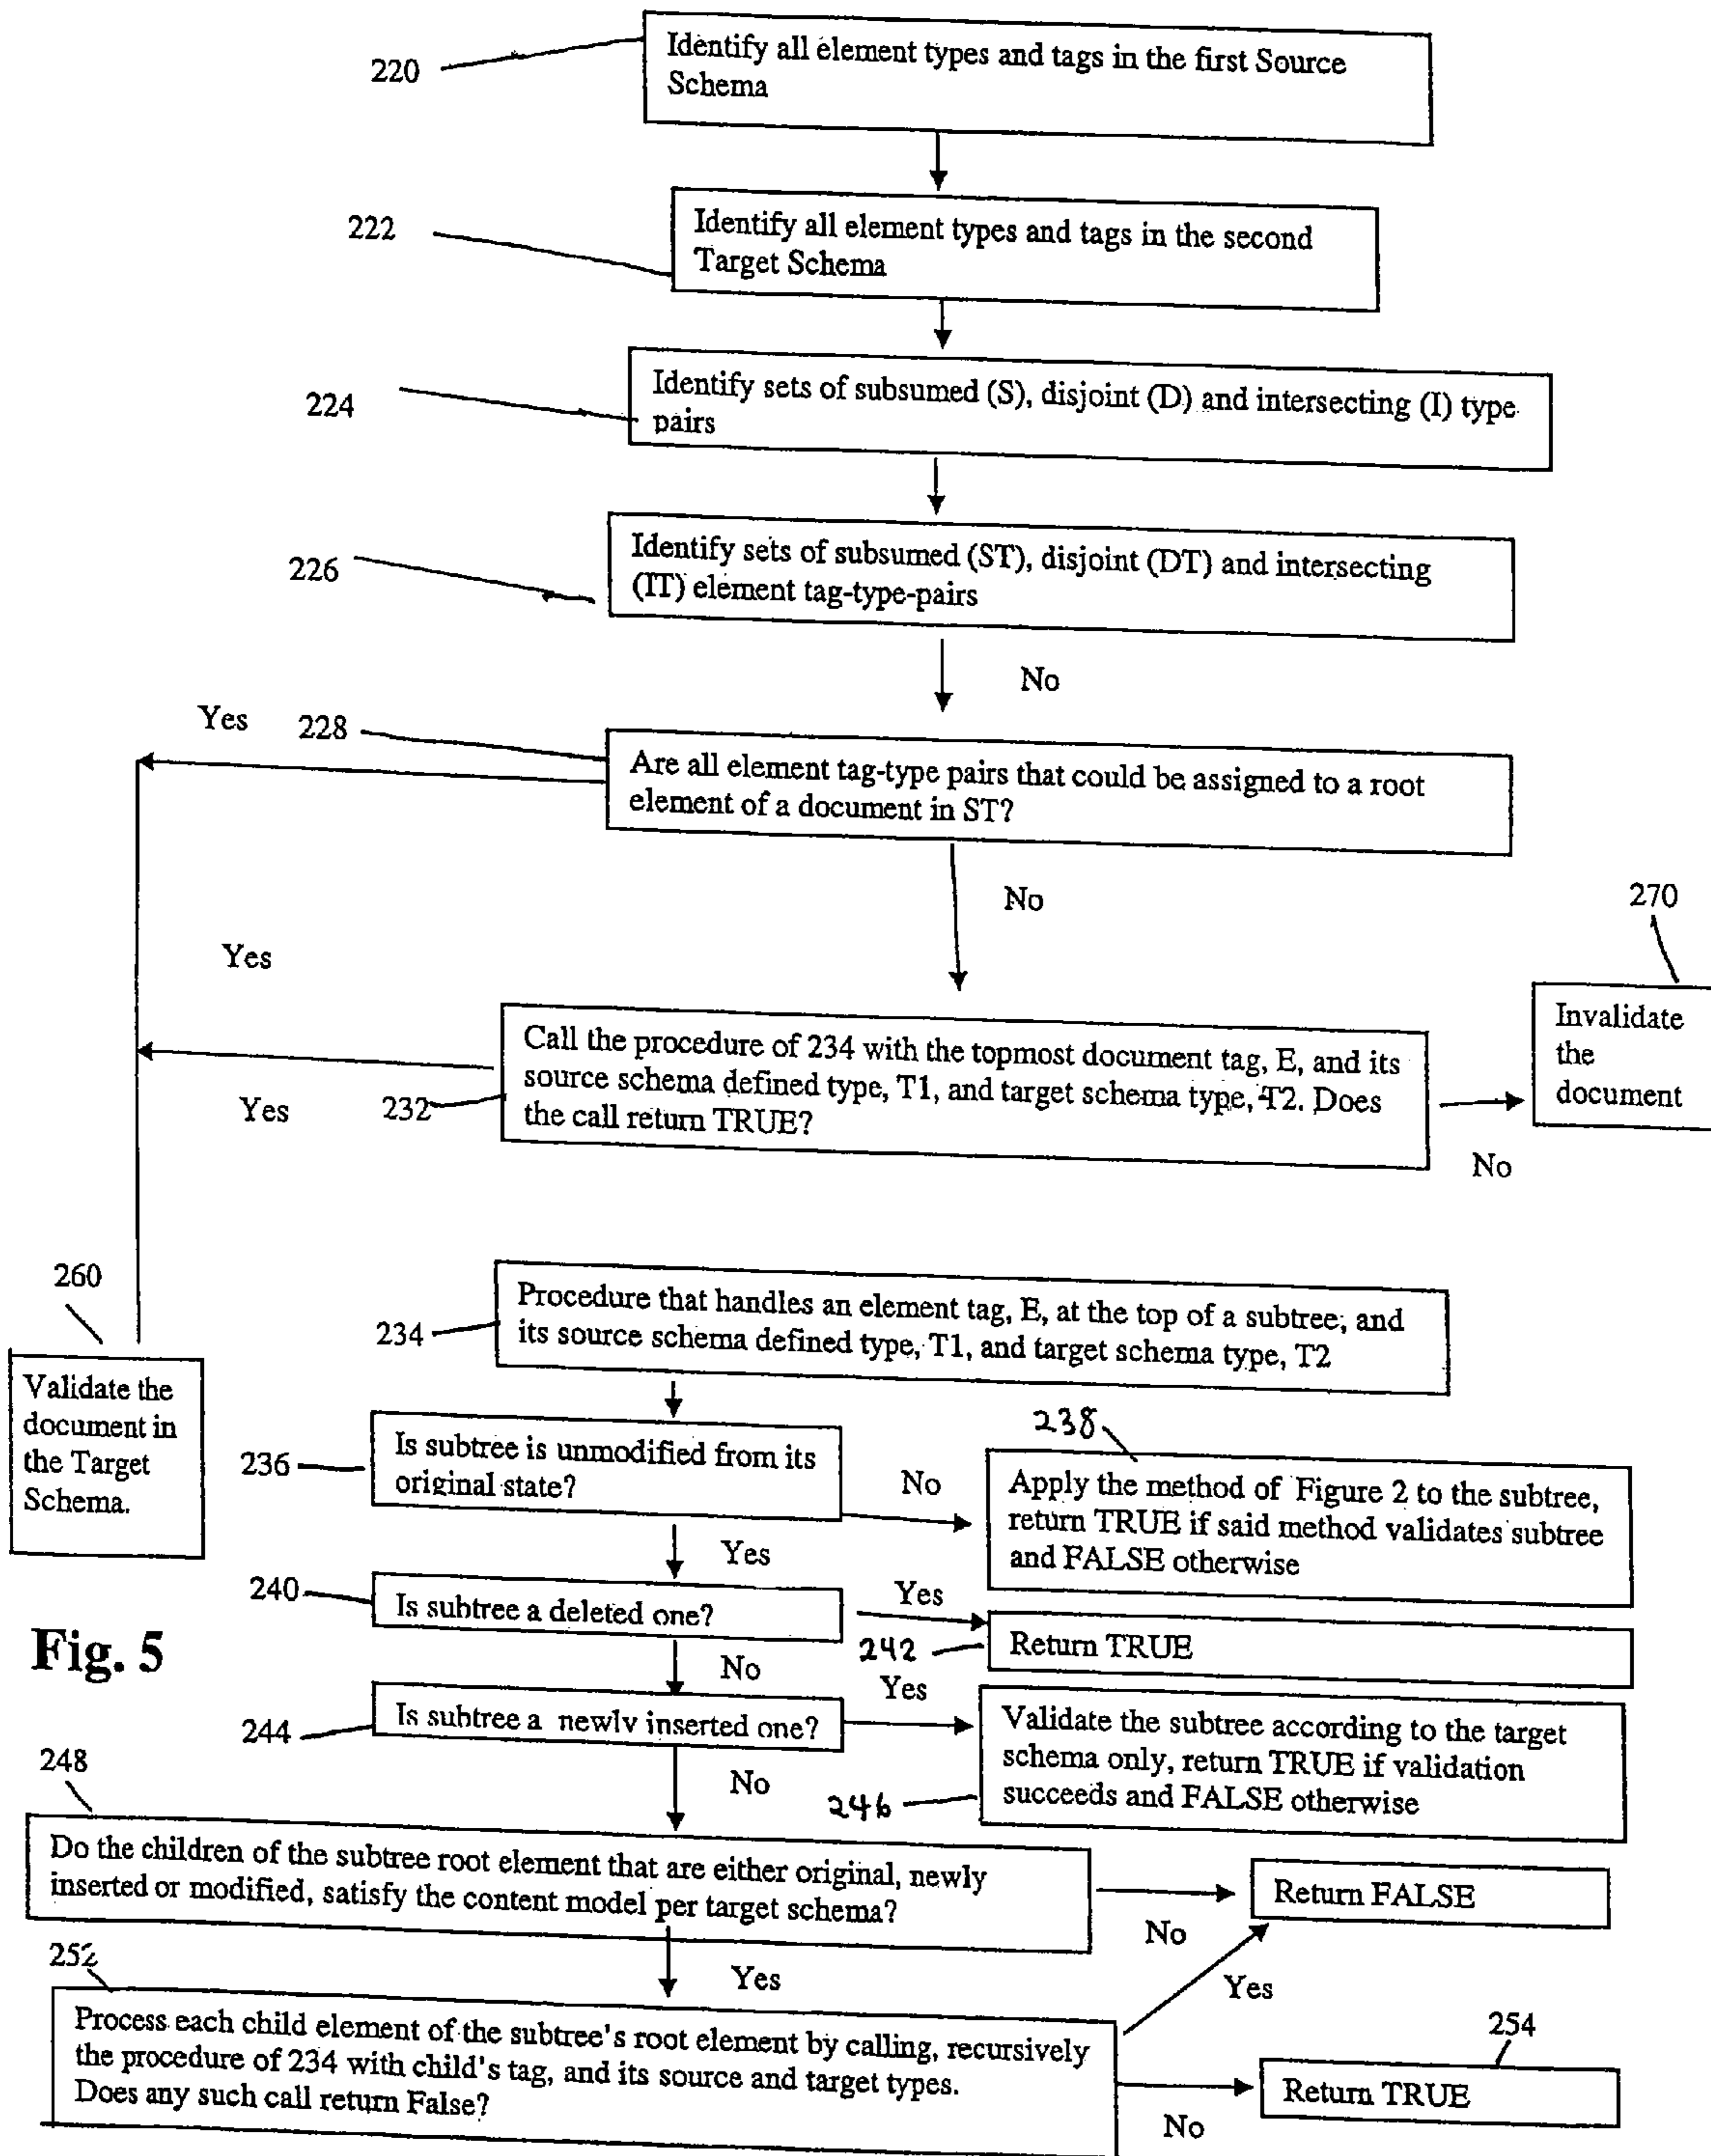 220
Identify all element types and tags in the first Source
Schema
222
Identify all element types and tags in the second
Target Schema
224
Identify sets of subsumed (S), disjoint (D) and intersecting (I) type
pairs
226
Identify sets of subsumed (ST), disjoint (DT) and intersecting
(IT) element tag-type-pairs
No
Yes
228
Are all element tag-type pairs that could be assigned to a root
element of a document in ST?
No
270
Yes
Invalidate
the
document
Call the procedure of 234 with the topmost document tag, E, and its
source schema defined type, T1, and target schema type, T2. Does
the call return TRUE?
Yes
232
No
260
Validate the
document in
the Target
Schema.
234
Procedure that handles an element tag, E, at the top of a subtree; and
its source schema defined type, T1, and target schema type, T2
236
Is subtree is unmodified from its
original state?
No
238
Apply the method of Figure 2 to the subtree,
return TRUE if said method validates subtree
and FALSE otherwise
Yes
240
Is subtree a deleted one?
Yes
242
Return TRUE
Fig. 5
No
244
Is subtree a newly inserted one?
Yes
246
Validate the subtree according to the target
schema only, return TRUE if validation
succeeds and FALSE otherwise
No
248
Do the children of the subtree root element that are either original, newly
inserted or modified, satisfy the content model per target schema?
No
Return FALSE
Yes
252
Process each child element of the subtree's root element by calling, recursively
the procedure of 234 with child's tag, and its source and target types.
Does any such call return False?
Yes
254
Return TRUE
No